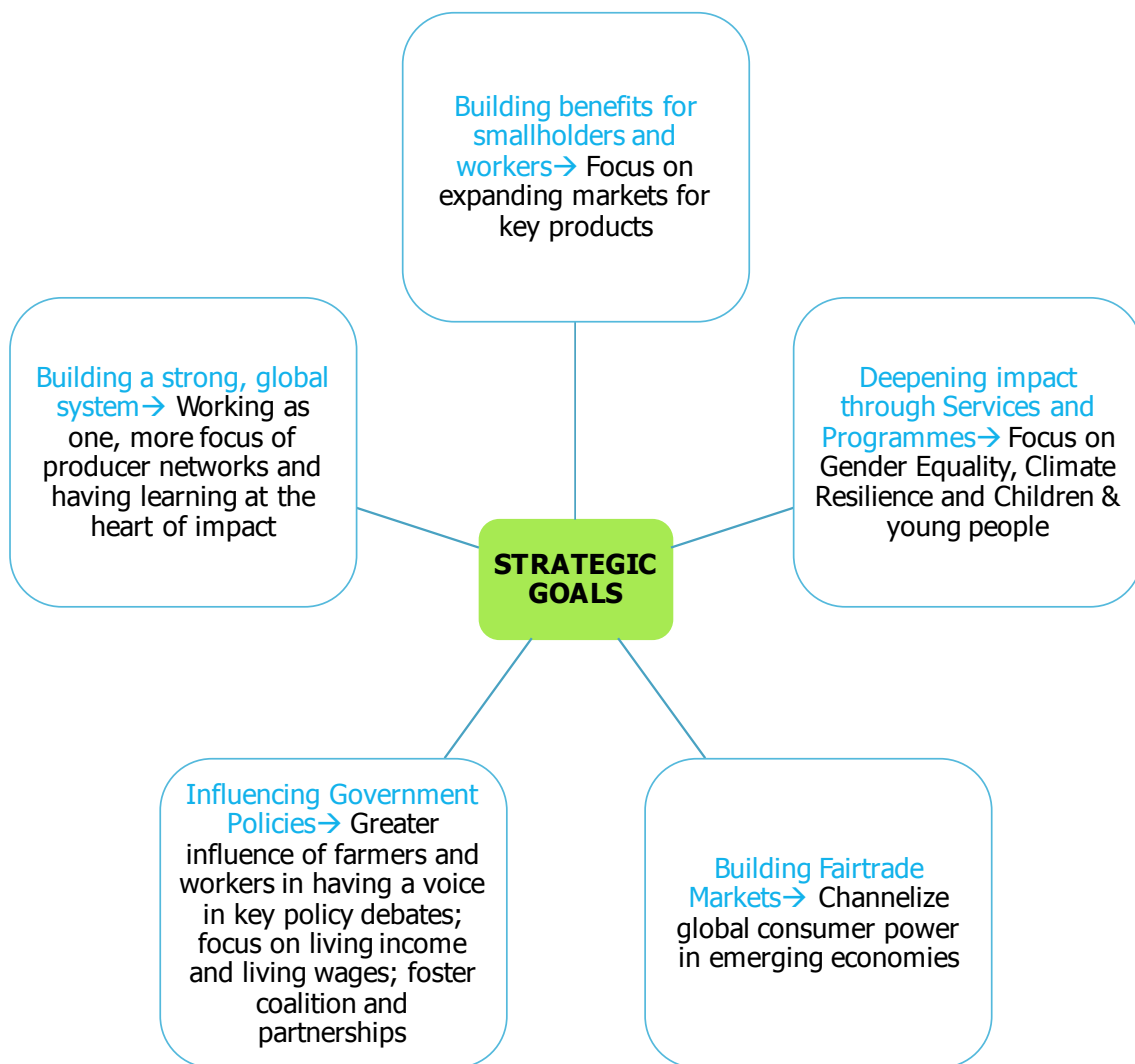 Building benefits for
smallholders and
workers→ Focus on
expanding markets for
key products
Building a strong, global
system→ Working as
one, more focus of
producer networks and
having learning at the
heart of impact
Deepening impact
through Services and
Programmes→ Focus on
Gender Equality, Climate
Resilience and Children &
young people
STRATEGIC
GOALS
Influencing Government
Policies→ Greater
influence of farmers and
workers in having a voice
in key policy debates;
focus on living income
and living wages; foster
coalition and
partnerships
Building Fairtrade
Markets→ Channelize
global consumer power
in emerging economies